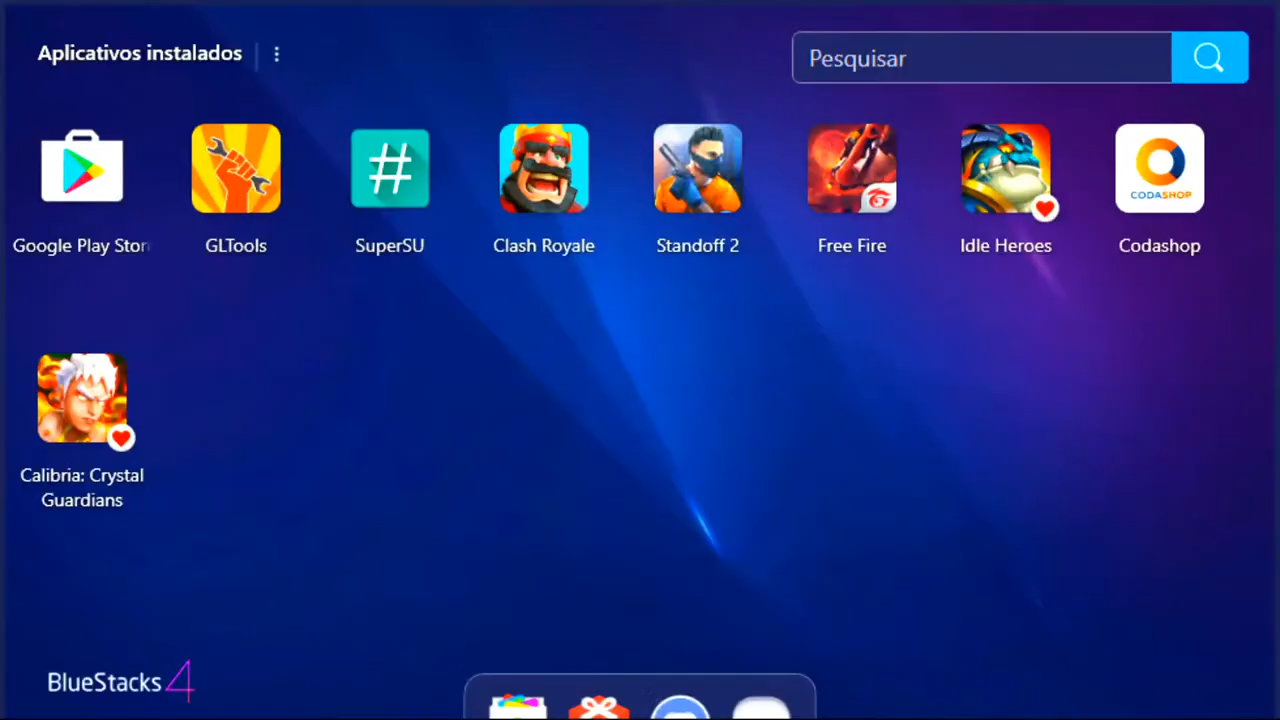 Aplicativos instalados
Pesquisar
Google Play Stor
GLTools
SuperSU
Clash Royale
Standoff 2
Free Fire
Idle Heroes
CODASHOP
Codashop
Calibria: Crystal
Guardians
BlueStacks 4